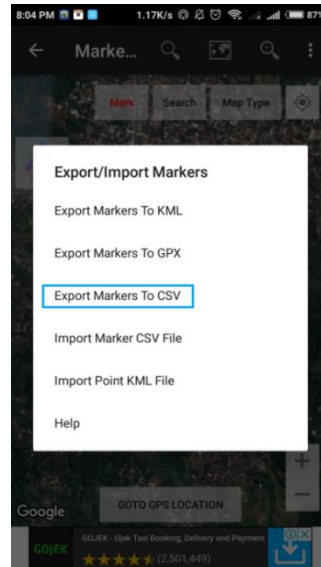 8:04 PM 1.17K/s 87%
Marke...
Mark Search Map Type
Export/Import Markers
Export Markers To KML
Export Markers To GPX
Export Markers To CSV
Import Marker CSV File
Import Point KML File
Help
Google GOTO GPS LOCATION
GOJEK GOJEK - Ojek Taxi Booking, Delivery and Payment
(2,501,449)